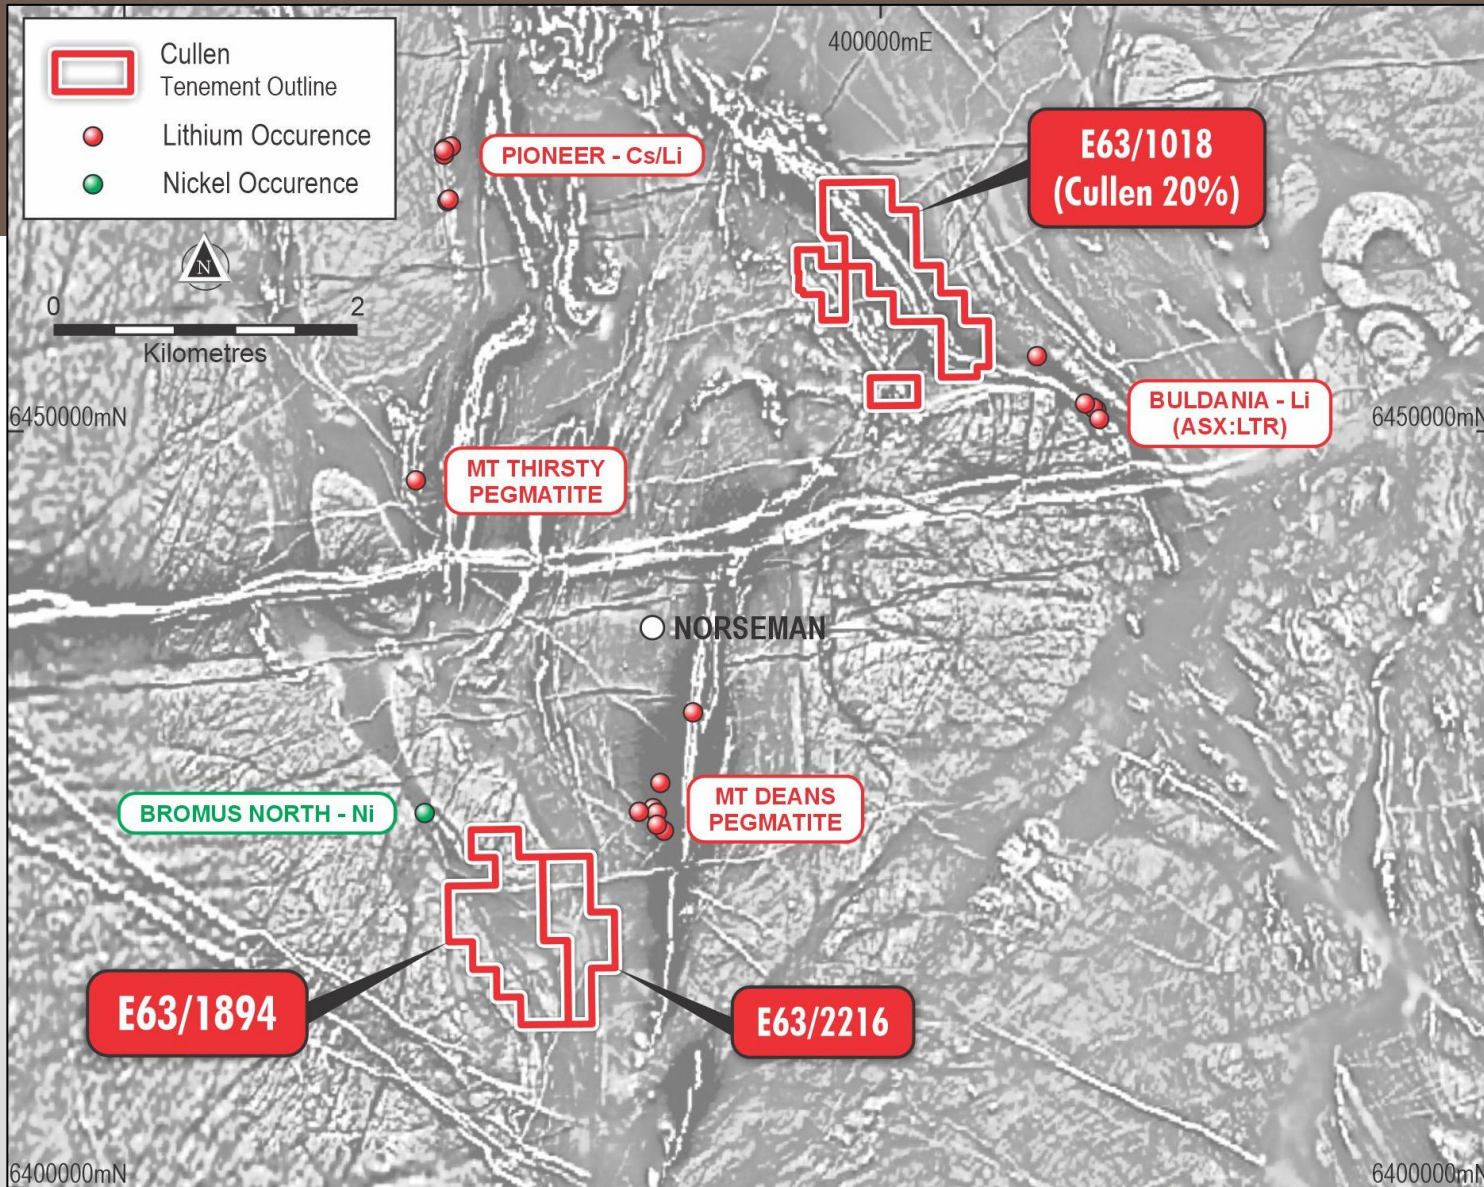 Cullen
Tenement Outline
Lithium Occurence
Nickel Occurence
N
0 2
Kilometres
400000mE
E63/1018
(Cullen 20%)
PIONEER - Cs/Li
6450000mN
6450000mN
BULDANIA - Li
(ASX:LTR)
MT THIRSTY
PEGMATITE
NORSEMAN
BROMUS NORTH - Ni
MT DEANS
PEGMATITE
E63/1894
E63/2216
6400000mN
6400000mN